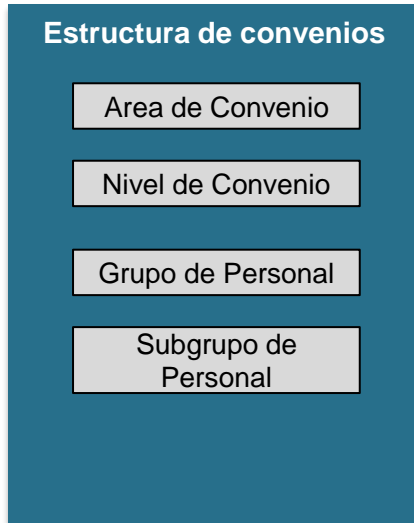 Estructura de convenios
Area de Convenio
Nivel de Convenio
Grupo de Personal
Subgrupo de
Personal